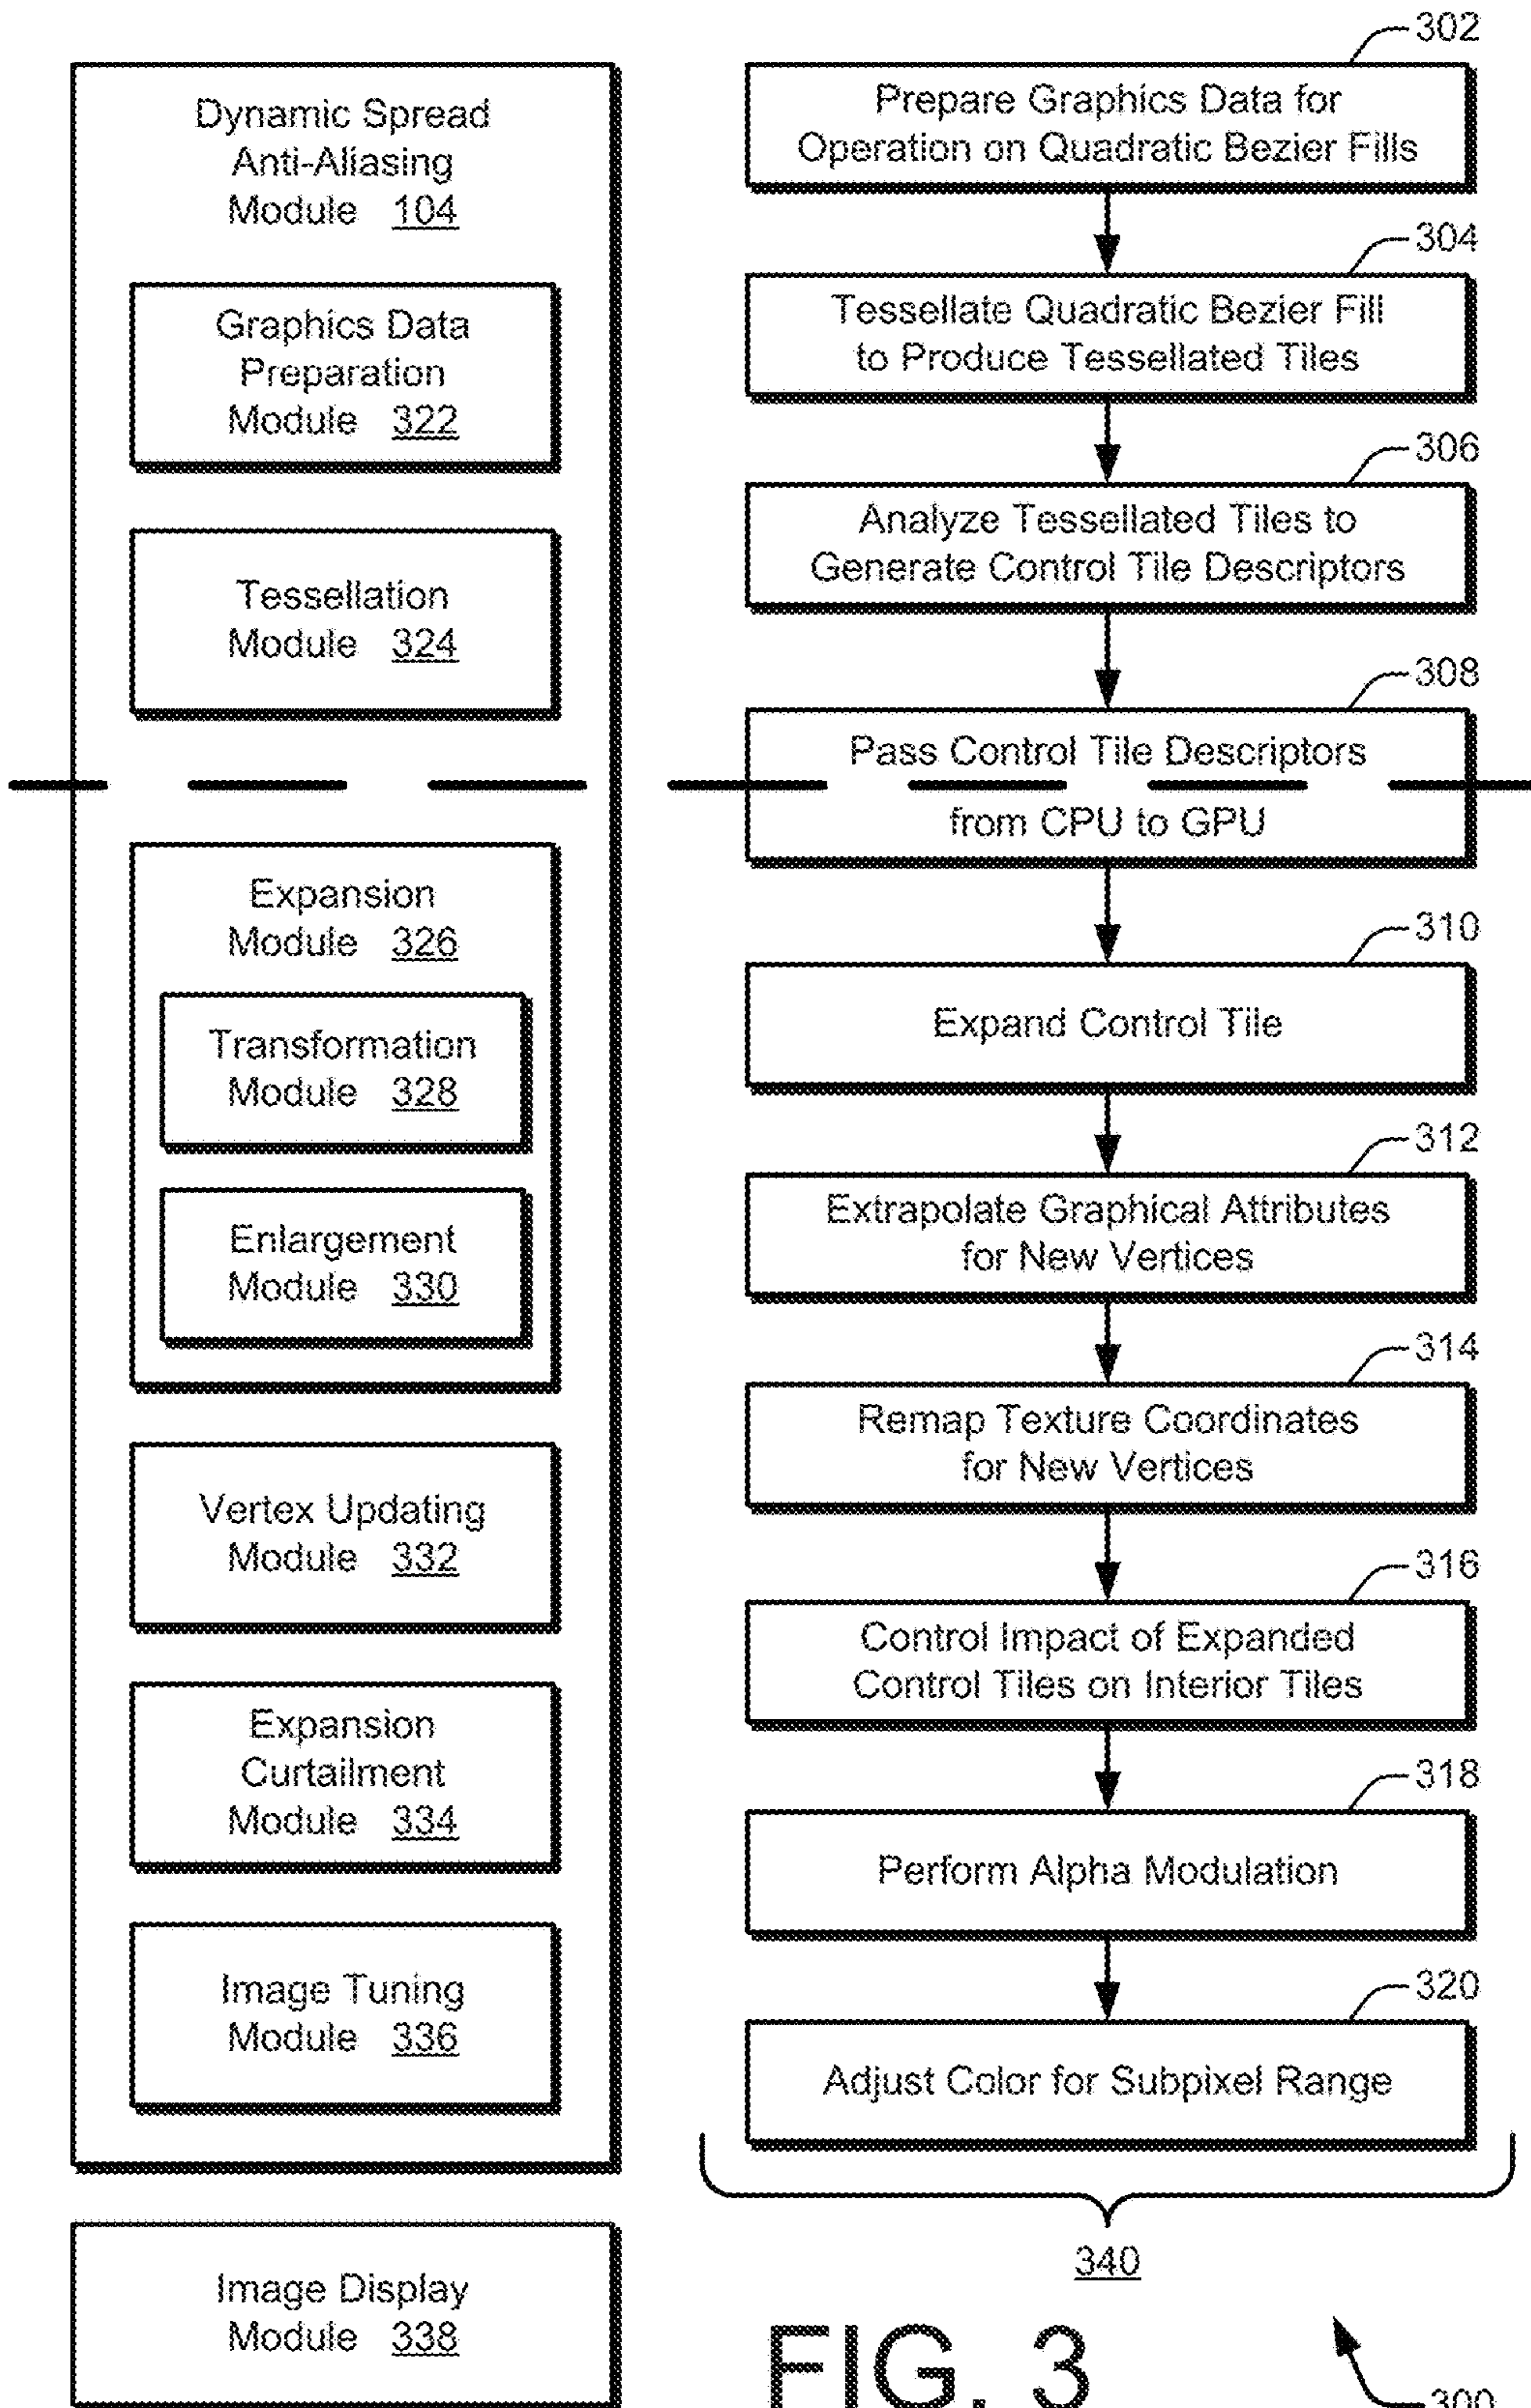 Dynamic Spread
Anti-Aliasing
Module 104
Graphics Data
Preparation
Module 322
Tessellation
Module 324
Expansion
Module 326
Transformation
Module 328
Enlargement
Module 330
Vertex Updating
Module 332
Expansion
Curtailment
Module 334
Image Tuning
Module 336
Image Display
Module 338
302
Prepare Graphics Data for
Operation on Quadratic Bezier Fills
304
Tessellate Quadratic Bezier Fill
to Produce Tessellated Tiles
306
Analyze Tessellated Tiles to
Generate Control Tile Descriptors
308
Pass Control Tile Descriptors
from CPU to GPU
310
Expand Control Tile
312
Extrapolate Graphical Attributes
for New Vertices
314
Remap Texture Coordinates
for New Vertices
316
Control Impact of Expanded
Control Tiles on Interior Tiles
318
Perform Alpha Modulation
320
Adjust Color for Subpixel Range
340
FIG. 3
300